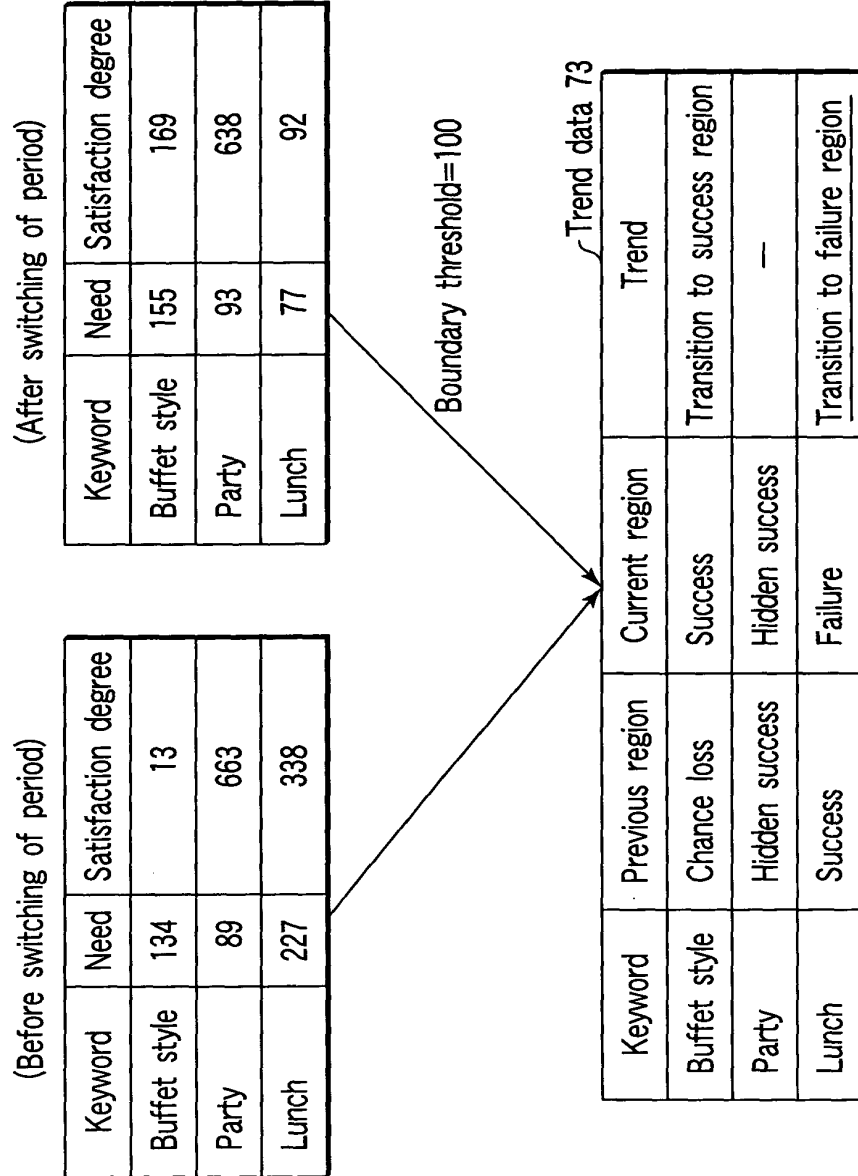 (Before switching of period)
Keyword Need Satisfaction degree
Buffet style 134 13
Party 89 663
Lunch 227 338
(After switching of period)
Keyword Need Satisfaction degree
Buffet style 155 169
Party 93 638
Lunch 77 92
Boundary threshold=100
Trend data 73
Keyword Previous region Current region Trend
Buffet style Chance loss Success Transition to success region
Party Hidden success Hidden success —
Lunch Success Failure Transition to failure region